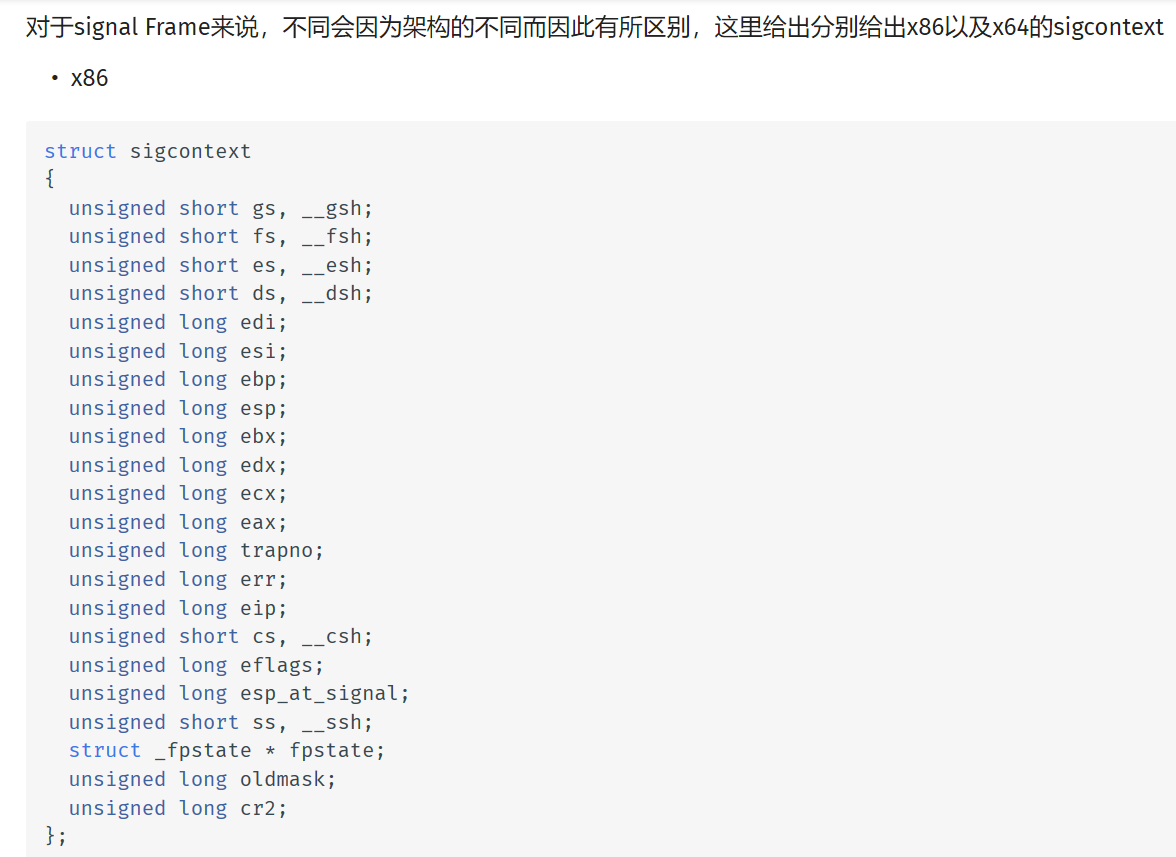 对于signal Frame来说，不同会因为架构的不同而因此有所区别，这里给出分别给出x86以及x64的sigcontext
• x86
struct sigcontext
{
  unsigned short gs, __gsh;
  unsigned short fs, __fsh;
  unsigned short es, __esh;
  unsigned short ds, __dsh;
  unsigned long edi;
  unsigned long esi;
  unsigned long ebp;
  unsigned long esp;
  unsigned long ebx;
  unsigned long edx;
  unsigned long ecx;
  unsigned long eax;
  unsigned long trapno;
  unsigned long err;
  unsigned long eip;
  unsigned short cs, __csh;
  unsigned long eflags;
  unsigned long esp_at_signal;
  unsigned short ss, __ssh;
  struct _fpstate * fpstate;
  unsigned long oldmask;
  unsigned long cr2;
};